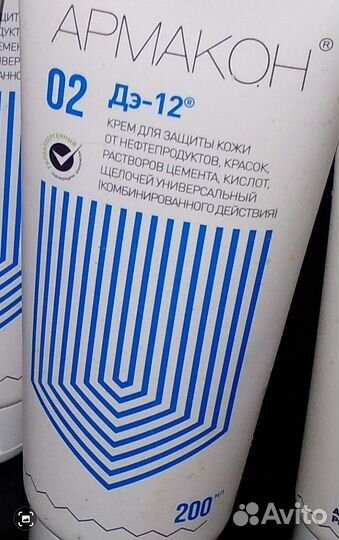 АРМАКОН®
02 Дэ-12®
КРЕМ ДЛЯ ЗАЩИТЫ КОЖИ
ОТ НЕФТЕПРОДУКТОВ, КРАСОК,
РАСТВОРОВ ЦЕМЕНТА, КИСЛОТ,
ЩЕЛОЧЕЙ УНИВЕРСАЛЬНЫЙ
(КОМБИНИРОВАННОГО ДЕЙСТВИЯ)
200 мл
Avito